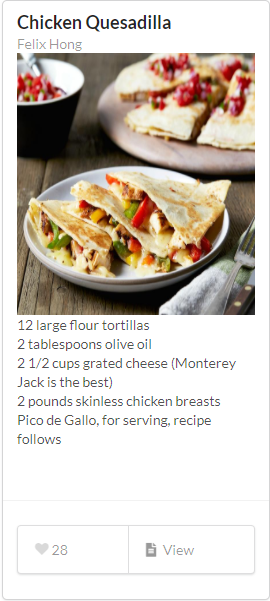 Chicken Quesadilla
Felix Hong
12 large flour tortillas
2 tablespoons olive oil
2 1/2 cups grated cheese (Monterey
Jack is the best)
2 pounds skinless chicken breasts
Pico de Gallo, for serving, recipe
follows
28
View